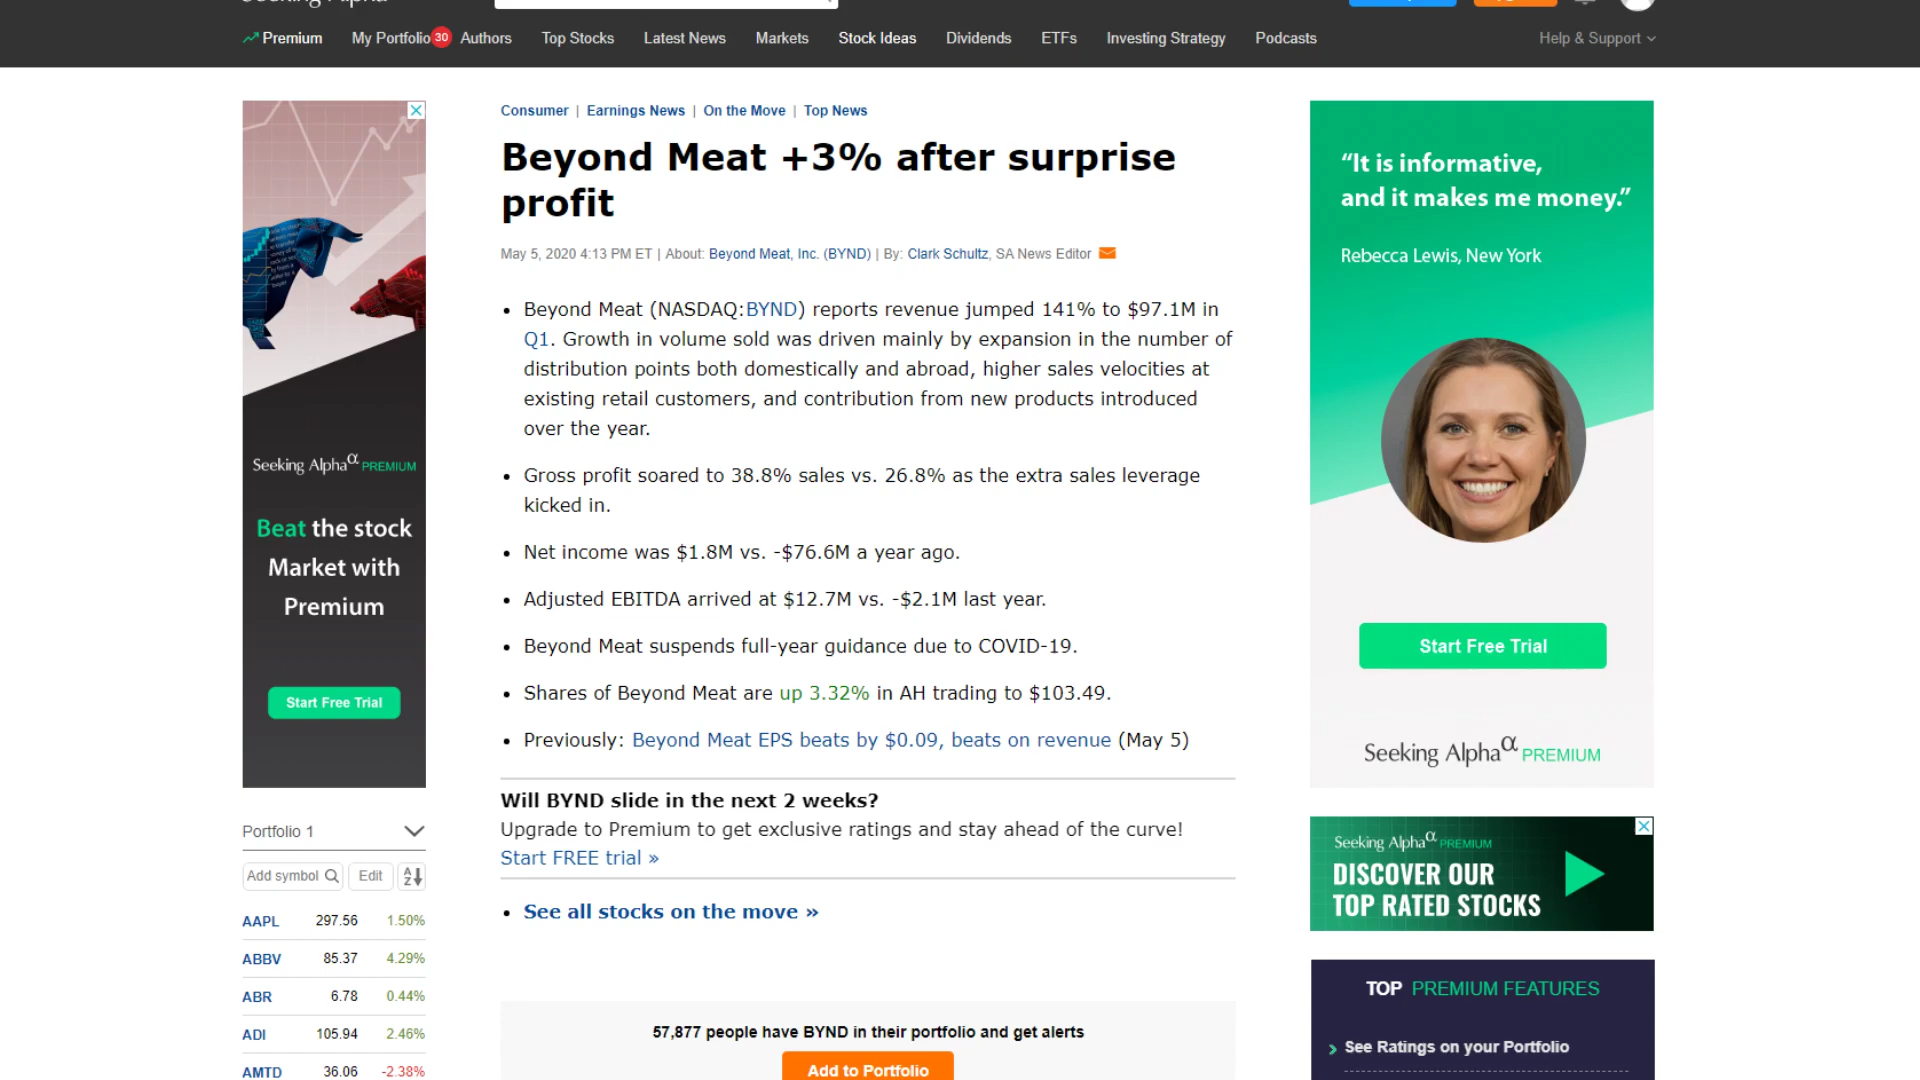 Seeking Alpha
Premium My Portfolio 30 Authors Top Stocks Latest News Markets Stock Ideas Dividends ETFs Investing Strategy Podcasts Help & Support
Consumer | Earnings News | On the Move | Top News
Beyond Meat +3% after surprise
profit
May 5, 2020 4:13 PM ET | About: Beyond Meat, Inc. (BYND) | By: Clark Schultz, SA News Editor
• Beyond Meat (NASDAQ:BYND) reports revenue jumped 141% to $97.1M in
Q1. Growth in volume sold was driven mainly by expansion in the number of
distribution points both domestically and abroad, higher sales velocities at
existing retail customers, and contribution from new products introduced
over the year.
• Gross profit soared to 38.8% sales vs. 26.8% as the extra sales leverage
kicked in.
• Net income was $1.8M vs. -$76.6M a year ago.
• Adjusted EBITDA arrived at $12.7M vs. -$2.1M last year.
• Beyond Meat suspends full-year guidance due to COVID-19.
• Shares of Beyond Meat are up 3.32% in AH trading to $103.49.
• Previously: Beyond Meat EPS beats by $0.09, beats on revenue (May 5)
Will BYND slide in the next 2 weeks?
Upgrade to Premium to get exclusive ratings and stay ahead of the curve!
Start FREE trial »
• See all stocks on the move »
57,877 people have BYND in their portfolio and get alerts
Add to Portfolio
Seeking Alphaα PREMIUM
Beat the stock
Market with
Premium
Start Free Trial
Portfolio 1
Add symbol Edit AZ
AAPL 297.56 1.50%
ABBV 85.37 4.29%
ABR 6.78 0.44%
ADI 105.94 2.46%
AMTD 36.06 -2.38%
“It is informative,
and it makes me money.”
Rebecca Lewis, New York
Start Free Trial
Seeking Alphaα PREMIUM
Seeking Alphaα PREMIUM
DISCOVER OUR
TOP RATED STOCKS
TOP PREMIUM FEATURES
See Ratings on your Portfolio